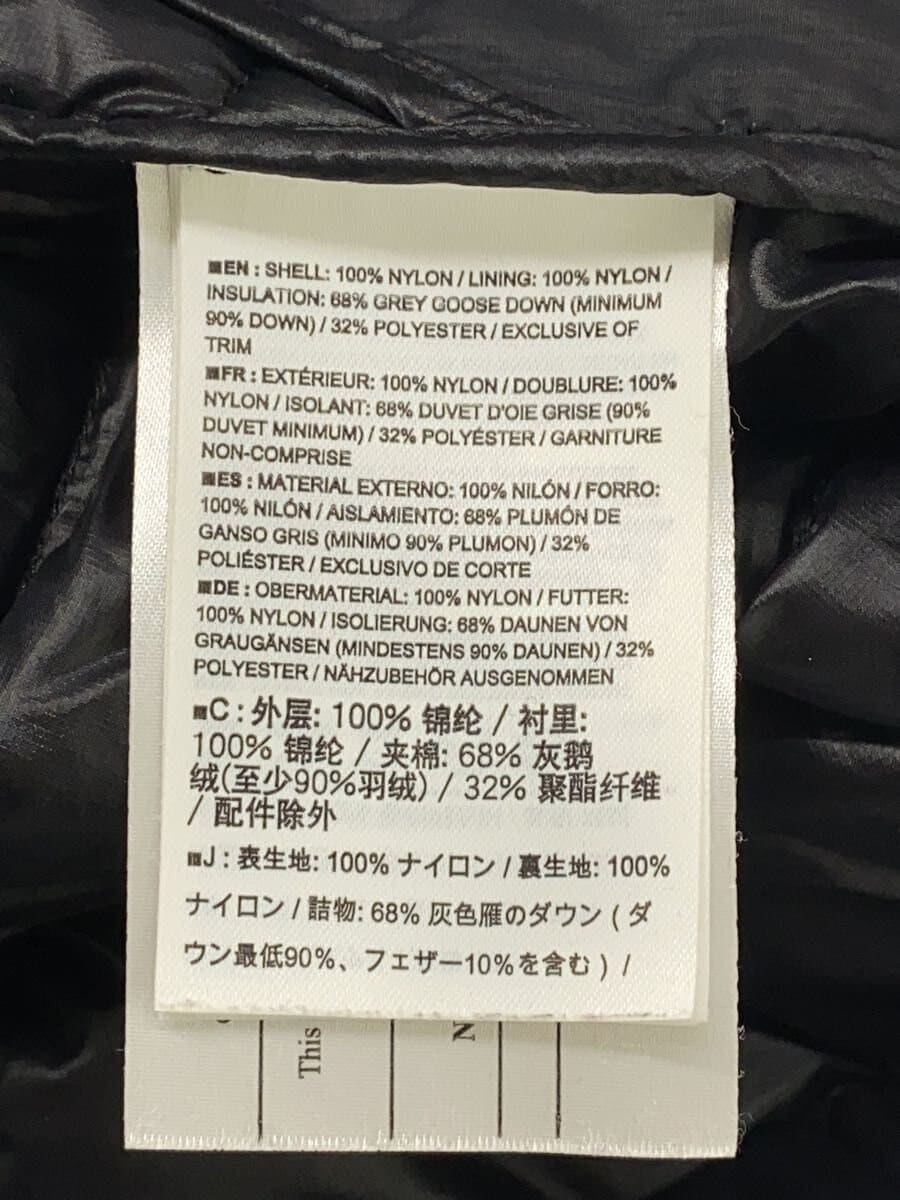 ■EN : SHELL: 100% NYLON / LINING: 100% NYLON /
INSULATION: 68% GREY GOOSE DOWN (MINIMUM
90% DOWN) / 32% POLYESTER / EXCLUSIVE OF
TRIM
■FR : EXTÉRIEUR: 100% NYLON / DOUBLURE: 100%
NYLON / ISOLANT: 68% DUVET D'OIE GRISE (90%
DUVET MINIMUM) / 32% POLYÉSTER / GARNITURE
NON-COMPRISE
■ES : MATERIAL EXTERNO: 100% NILÓN / FORRO:
100% NILÓN / AISLAMIENTO: 68% PLUMÓN DE
GANSO GRIS (MINIMO 90% PLUMON) / 32%
POLIÉSTER / EXCLUSIVO DE CORTE
■DE : OBERMATERIAL: 100% NYLON / FUTTER:
100% NYLON / ISOLIERUNG: 68% DAUNEN VON
GRAUGÄNSEN (MINDESTENS 90% DAUNEN) / 32%
POLYESTER / NÄHZUBEHÖR AUSGENOMMEN
■C : 外层: 100% 锦纶 / 衬里:
100% 锦纶 / 夹棉: 68% 灰鹅
绒(至少90%羽绒) / 32% 聚酯纤维
/ 配件除外
■J : 表生地: 100% ナイロン / 裏生地: 100%
ナイロン / 詰物: 68% 灰色雁のダウン ( ダ
ウン最低90%、フェザー10%を含む ) /
This
N